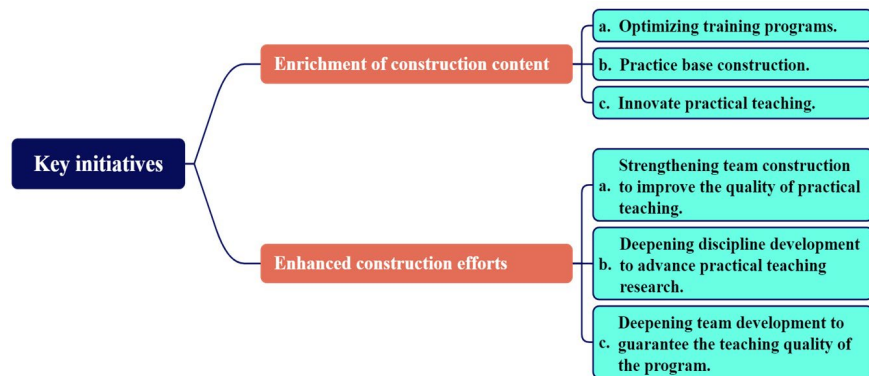 Key initiatives
Enrichment of construction content
a. Optimizing training programs.
b. Practice base construction.
c. Innovate practical teaching.
Enhanced construction efforts
Strengthening team construction
a. to improve the quality of practical
teaching.
Deepening discipline development
b. to advance practical teaching
research.
Deepening team development to
c. guarantee the teaching quality of
the program.